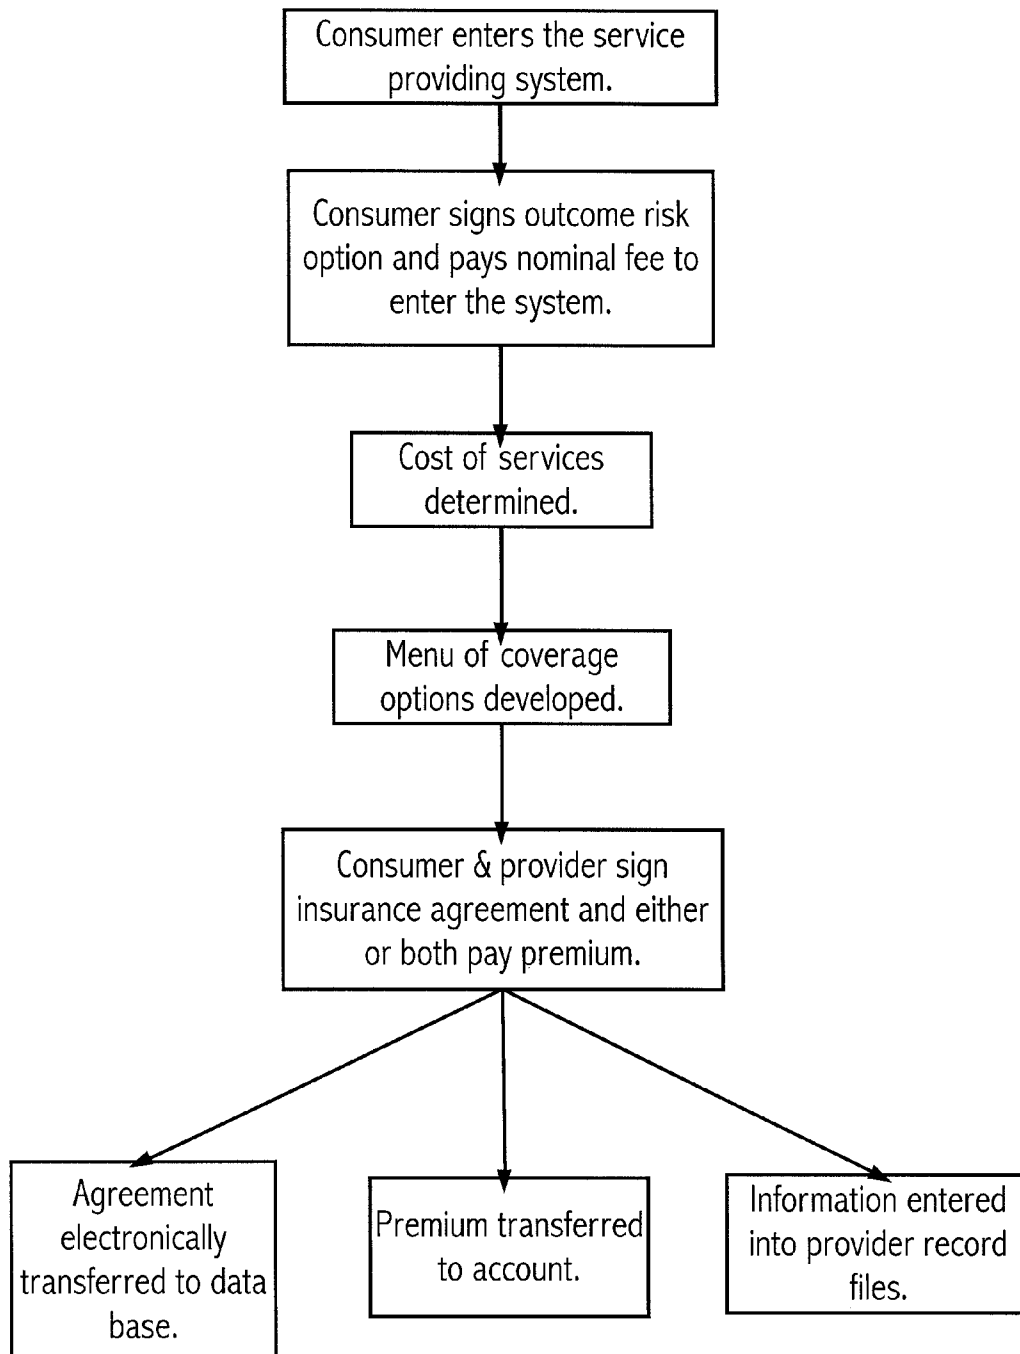 Consumer enters the service
providing system.
Consumer signs outcome risk
option and pays nominal fee to
enter the system.
Cost of services
determined.
Menu of coverage
options developed.
Consumer & provider sign
insurance agreement and either
or both pay premium.
Agreement
electronically
transferred to data
base.
Premium transferred
to account.
Information entered
into provider record
files.